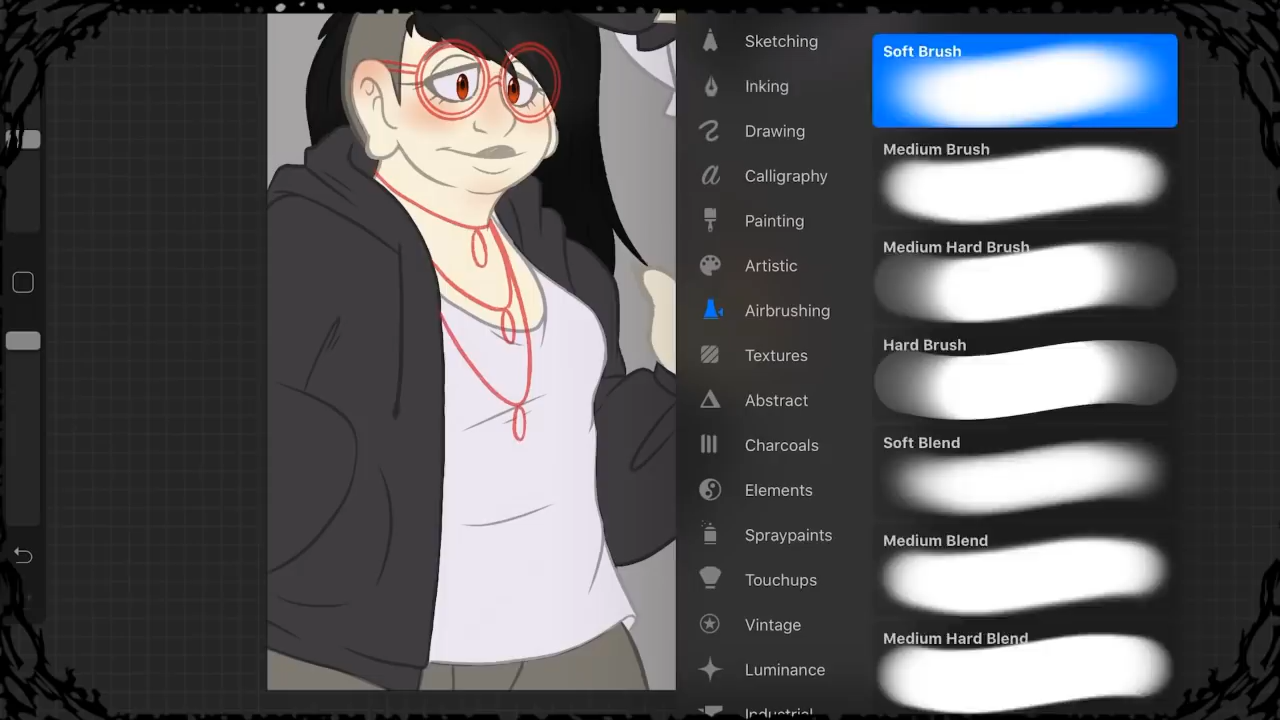 Sketching
Inking
Drawing
Calligraphy
Painting
Artistic
Airbrushing
Textures
Abstract
Charcoals
Elements
Spraypaints
Touchups
Vintage
Luminance
Industrial
Soft Brush
Medium Brush
Medium Hard Brush
Hard Brush
Soft Blend
Medium Blend
Medium Hard Blend